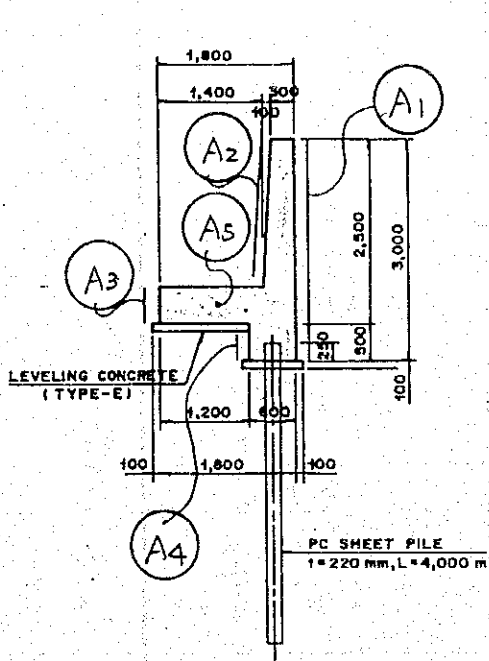 1,800
1,400
300
100
A1
A2
A5
A3
2,500
3,000
250
500
100
LEVELING CONCRETE
(TYPE-E)
1,200
600
100
1,800
100
A4
PC SHEET PILE
t=220 mm, L=4,000 m